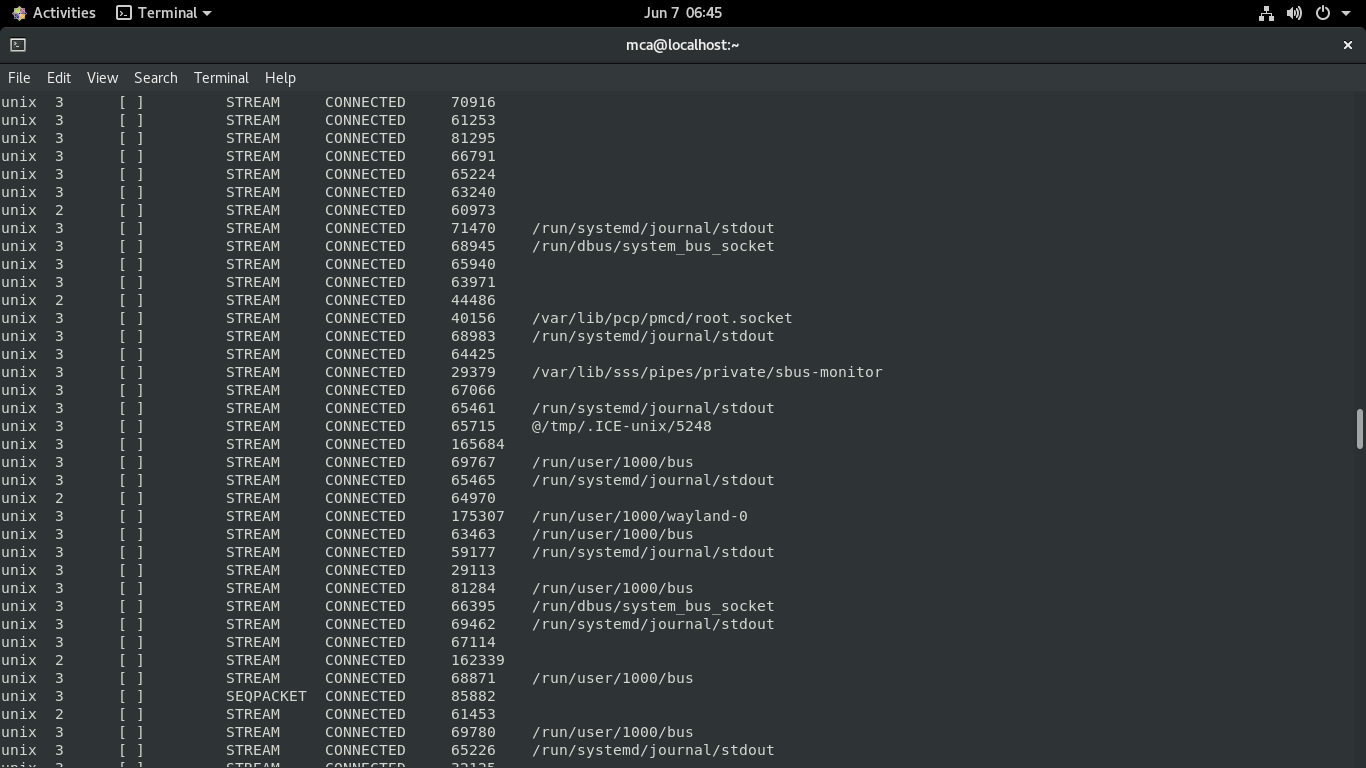 Activities Terminal Jun 7 06:45
mca@localhost:~ ×
File Edit View Search Terminal Help
unix 3 [ ] STREAM CONNECTED 70916
unix 3 [ ] STREAM CONNECTED 61253
unix 3 [ ] STREAM CONNECTED 81295
unix 3 [ ] STREAM CONNECTED 66791
unix 3 [ ] STREAM CONNECTED 65224
unix 3 [ ] STREAM CONNECTED 63240
unix 2 [ ] STREAM CONNECTED 60973
unix 3 [ ] STREAM CONNECTED 71470 /run/systemd/journal/stdout
unix 3 [ ] STREAM CONNECTED 68945 /run/dbus/system_bus_socket
unix 3 [ ] STREAM CONNECTED 65940
unix 3 [ ] STREAM CONNECTED 63971
unix 2 [ ] STREAM CONNECTED 44486
unix 3 [ ] STREAM CONNECTED 40156 /var/lib/pcp/pmcd/root.socket
unix 3 [ ] STREAM CONNECTED 68983 /run/systemd/journal/stdout
unix 3 [ ] STREAM CONNECTED 64425
unix 3 [ ] STREAM CONNECTED 29379 /var/lib/sss/pipes/private/sbus-monitor
unix 3 [ ] STREAM CONNECTED 67066
unix 3 [ ] STREAM CONNECTED 65461 /run/systemd/journal/stdout
unix 3 [ ] STREAM CONNECTED 65715 @/tmp/.ICE-unix/5248
unix 3 [ ] STREAM CONNECTED 165684
unix 3 [ ] STREAM CONNECTED 69767 /run/user/1000/bus
unix 3 [ ] STREAM CONNECTED 65465 /run/systemd/journal/stdout
unix 2 [ ] STREAM CONNECTED 64970
unix 3 [ ] STREAM CONNECTED 175307 /run/user/1000/wayland-0
unix 3 [ ] STREAM CONNECTED 63463 /run/user/1000/bus
unix 3 [ ] STREAM CONNECTED 59177 /run/systemd/journal/stdout
unix 3 [ ] STREAM CONNECTED 29113
unix 3 [ ] STREAM CONNECTED 81284 /run/user/1000/bus
unix 3 [ ] STREAM CONNECTED 66395 /run/dbus/system_bus_socket
unix 3 [ ] STREAM CONNECTED 69462 /run/systemd/journal/stdout
unix 3 [ ] STREAM CONNECTED 67114
unix 2 [ ] STREAM CONNECTED 162339
unix 3 [ ] STREAM CONNECTED 68871 /run/user/1000/bus
unix 3 [ ] SEQPACKET CONNECTED 85882
unix 2 [ ] STREAM CONNECTED 61453
unix 3 [ ] STREAM CONNECTED 69780 /run/user/1000/bus
unix 3 [ ] STREAM CONNECTED 65226 /run/systemd/journal/stdout